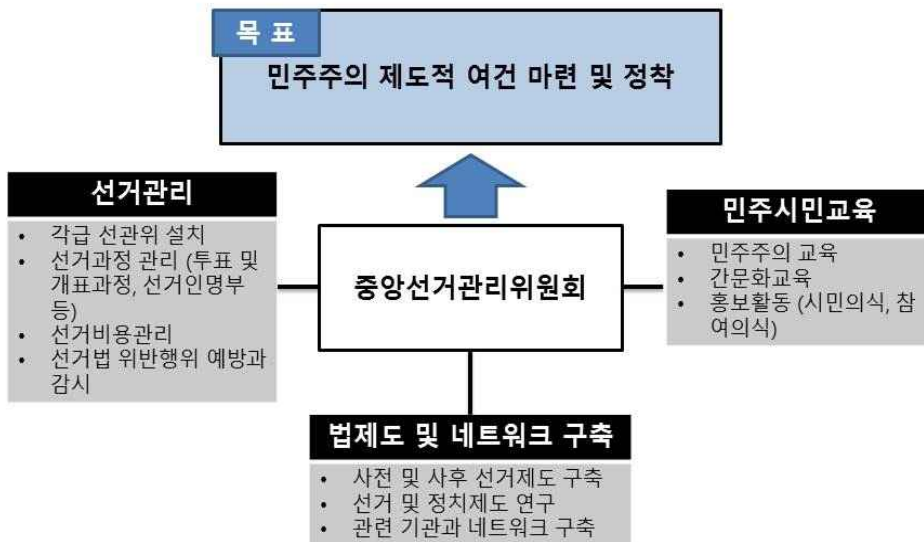 목 표
민주주의 제도적 여건 마련 및 정착
선거관리
• 각급 선관위 설치
• 선거과정 관리 (투표 및
개표과정, 선거인명부
등)
• 선거비용관리
• 선거법 위반행위 예방과
감시
중앙선거관리위원회
민주시민교육
• 민주주의 교육
• 간문화교육
• 홍보활동 (시민의식, 참
여의식)
법제도 및 네트워크 구축
• 사전 및 사후 선거제도 구축
• 선거 및 정치제도 연구
• 관련 기관과 네트워크 구축